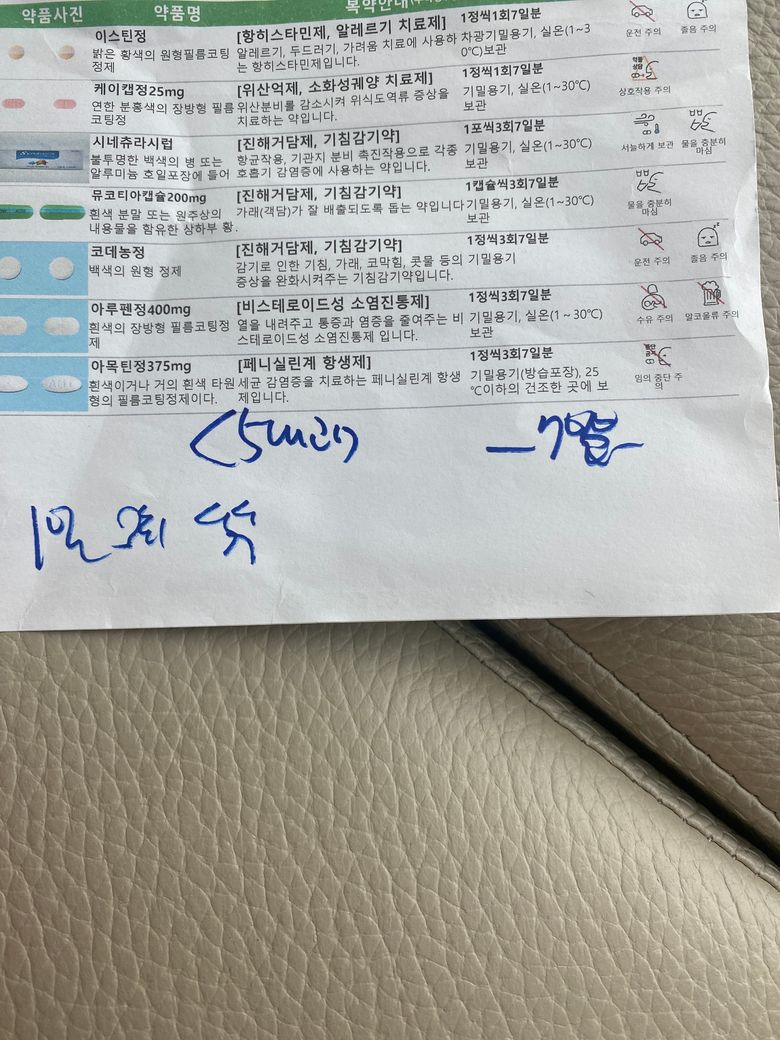 약품사진 약품명 복약안내
이스틴정 [항히스타민제, 알레르기 치료제] 1정씩1회7일분
밝은 황색의 원형필름코팅 알레르기, 두드러기, 가려움 치료에 사용하 차광기밀용기, 실온(1~3
정제 는 항히스타민제입니다. 0℃)보관
운전 주의 졸음 주의
케이캡정25mg [위산억제, 소화성궤양 치료제] 1정씩1회7일분
연한 분홍색의 장방형 필름 위산분비를 감소시켜 위식도역류 증상을 기밀용기, 실온(1~30℃)
코팅정 치료하는 약입니다. 보관
상호작용 주의
시네츄라시럽 [진해거담제, 기침감기약] 1포씩3회7일분
불투명한 백색의 병 또는 항균작용, 기관지 분비 촉진작용으로 각종 기밀용기, 실온(1~30℃)
알루미늄 호일포장에 들어 호흡기 감염증에 사용하는 약입니다. 보관
서늘하게 보관 물을 충분히
마심
뮤코티아캡슐200mg [진해거담제, 기침감기약] 1캡슐씩3회7일분
흰색 분말 또는 원주상의 가래(객담)가 잘 배출되도록 돕는 약입니다 기밀용기, 실온(1~30℃)
내용물을 함유한 상하부 황. 보관
물을 충분히
마심
코데농정 [진해거담제, 기침감기약] 1정씩3회7일분
백색의 원형 정제 감기로 인한 기침, 가래, 코막힘, 콧물 등의 기밀용기
증상을 완화시켜주는 기침감기약입니다.
운전 주의 졸음 주의
아루펜정400mg [비스테로이드성 소염진통제] 1정씩3회7일분
흰색의 장방형 필름코팅정 열을 내려주고 통증과 염증을 줄여주는 비 기밀용기, 실온(1~30℃)
제 스테로이드성 소염진통제 입니다. 보관
수유 주의 알코올류 주의
아목틴정375mg [페니실린계 항생제] 1정씩3회7일분
흰색이거나 거의 흰색 타원 세균 감염증을 치료하는 페니실린계 항생 기밀용기(방습포장), 25
형의 필름코팅정제이다. 제입니다. ℃이하의 건조한 곳에 보
임의 중단 주
의
1일 3회